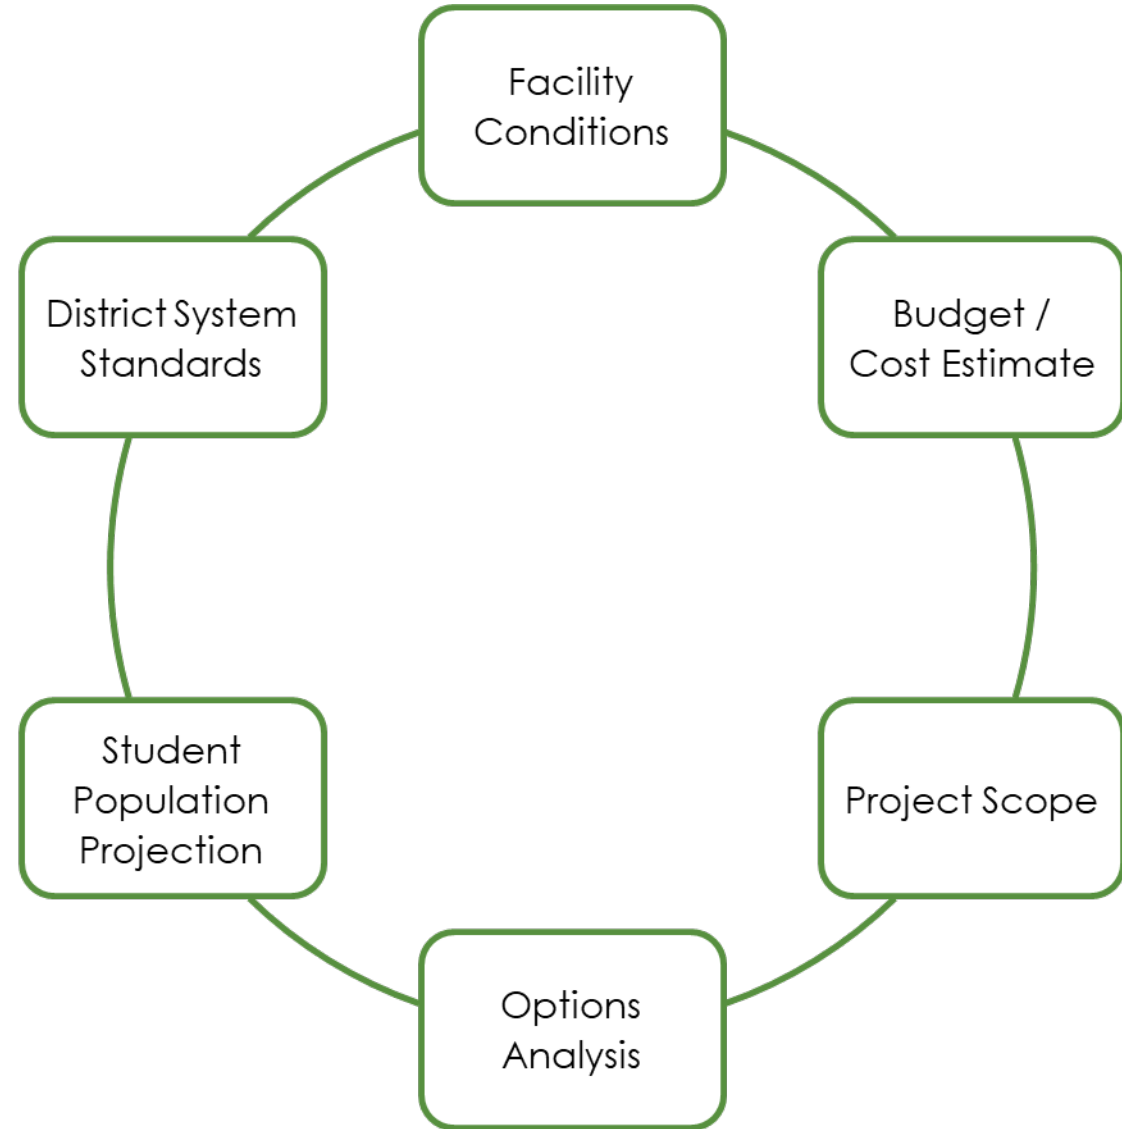 Facility
Conditions
District System
Standards
Budget /
Cost Estimate
Student
Population
Projection
Project Scope
Options
Analysis